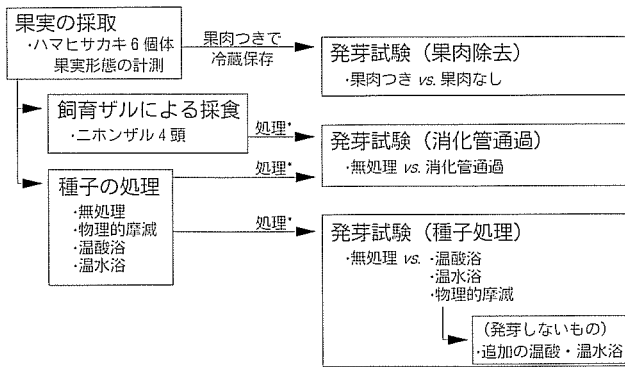 果実の採取
・ハマヒサカキ6個体
果実形態の計測
果肉つきで
冷蔵保存
発芽試験（果肉除去）
・果肉つき vs. 果肉なし
飼育ザルによる採食
・ニホンザル4頭
処理*
発芽試験（消化管通過）
・無処理 vs. 消化管通過
処理*
種子の処理
・無処理
・物理的摩滅
・温酸浴
・温水浴
処理*
発芽試験（種子処理）
・無処理 vs. ・温酸浴
・温水浴
・物理的摩滅
（発芽しないもの）
・追加の温酸・温水浴